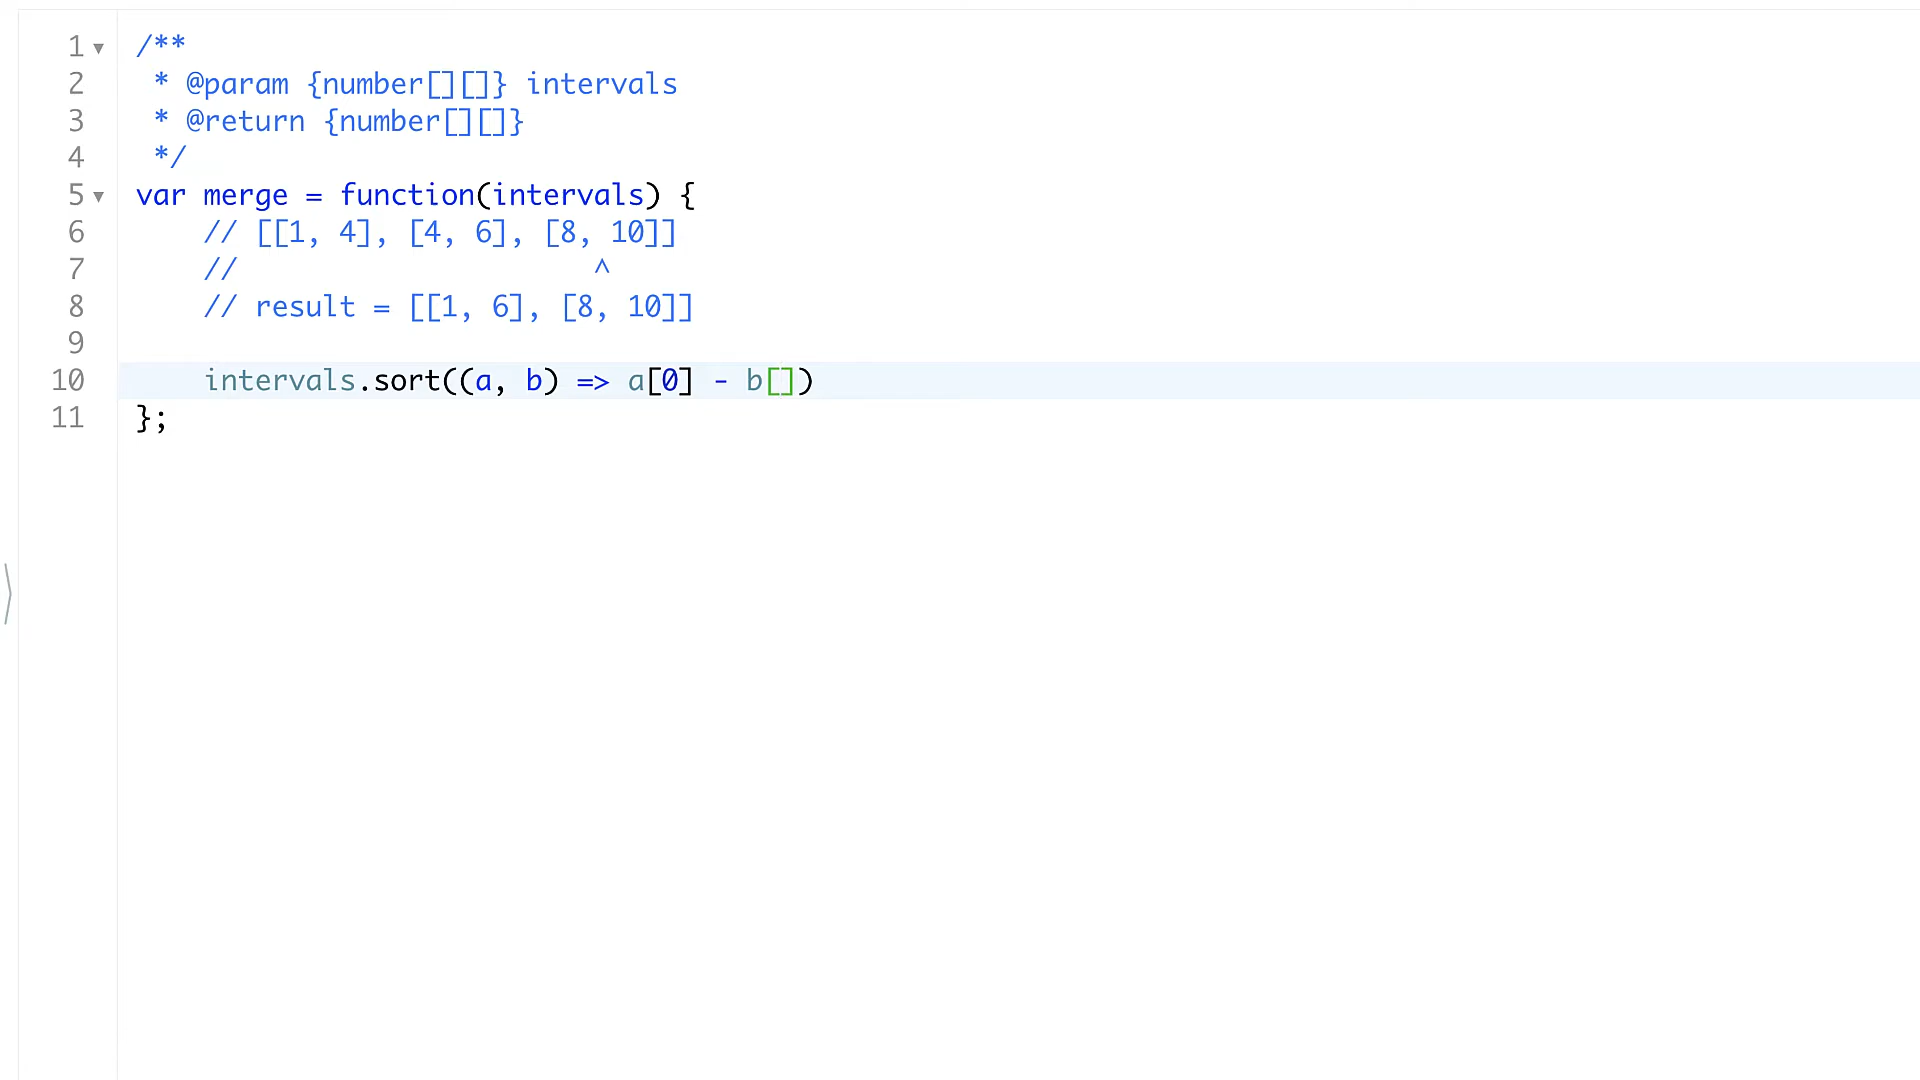 1 /**
2  * @param {number[][]} intervals
3  * @return {number[][]}
4  */
5 var merge = function(intervals) {
6     // [[1, 4], [4, 6], [8, 10]]
7     //                     ^
8     // result = [[1, 6], [8, 10]]
9
10     intervals.sort((a, b) => a[0] - b[])
11 };